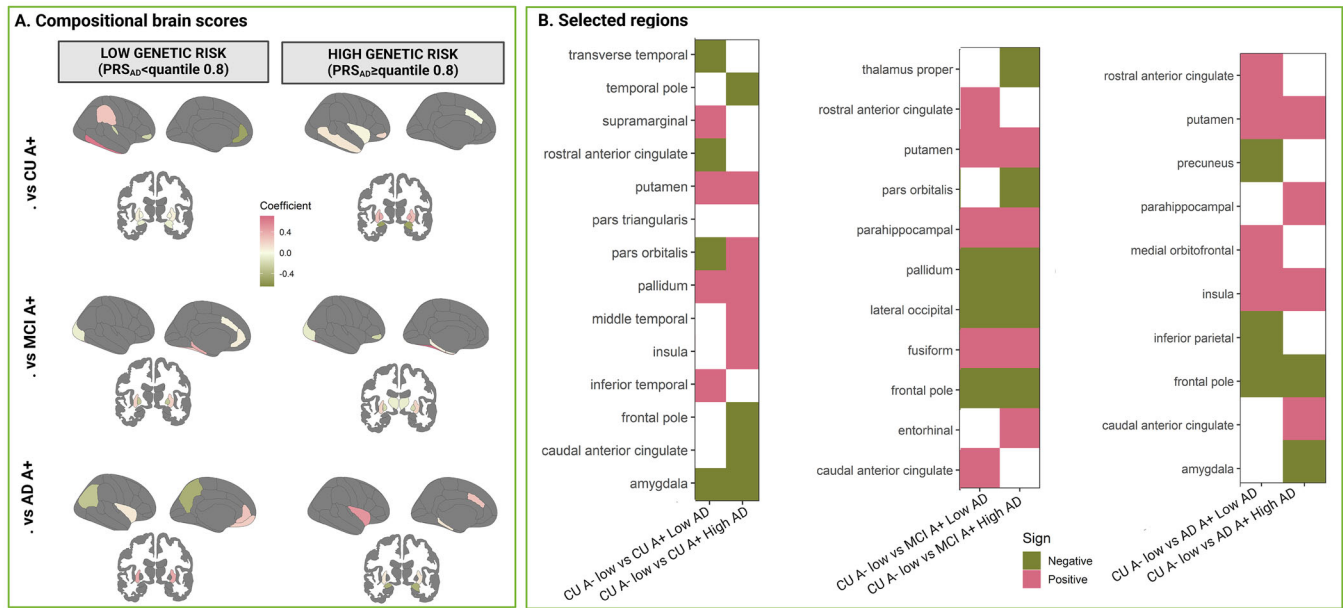 A. Compositional brain scores
LOW GENETIC RISK
(PRSAD<quantile 0.8)
HIGH GENETIC RISK
(PRSAD≥quantile 0.8)
. vs CU A+
Coefficient
0.4
0.0
-0.4
. vs MCI A+
. vs AD A+
B. Selected regions
transverse temporal
temporal pole
supramarginal
rostral anterior cingulate
putamen
pars triangularis
pars orbitalis
pallidum
middle temporal
insula
inferior temporal
frontal pole
caudal anterior cingulate
amygdala
CU A- low vs CU A+ Low AD
CU A- low vs CU A+ High AD
thalamus proper
rostral anterior cingulate
putamen
pars orbitalis
parahippocampal
pallidum
lateral occipital
fusiform
frontal pole
entorhinal
caudal anterior cingulate
CU A- low vs MCI A+ Low AD
CU A- low vs MCI A+ High AD
rostral anterior cingulate
putamen
precuneus
parahippocampal
medial orbitofrontal
insula
inferior parietal
frontal pole
caudal anterior cingulate
amygdala
CU A- low vs AD A+ Low AD
CU A- low vs AD A+ High AD
Sign
Negative
Positive